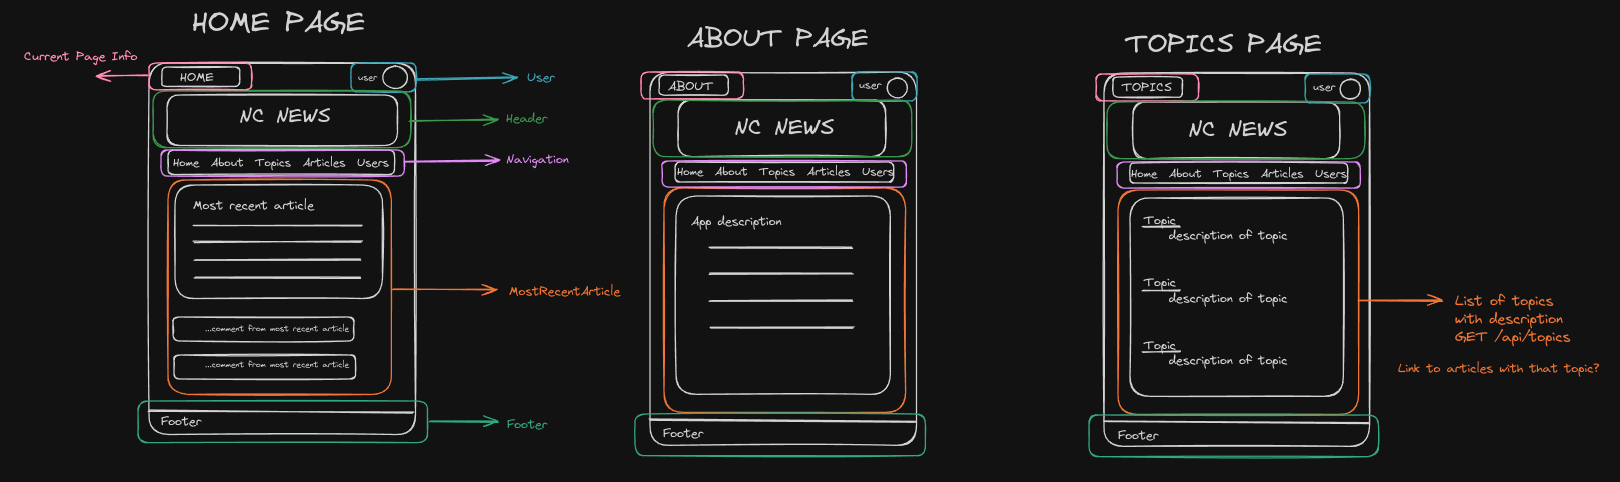 HOME PAGE
Current Page Info
HOME
user
User
NC NEWS
Header
Home About Topics Articles Users
Navigation
Most recent article
MostRecentArticle
...comment from most recent article
...comment from most recent article
Footer
Footer
ABOUT PAGE
ABOUT
user
NC NEWS
Home About Topics Articles Users
App description
Footer
TOPICS PAGE
TOPICS
user
NC NEWS
Home About Topics Articles Users
Topic
description of topic
Topic
description of topic
Topic
description of topic
List of topics
with description
GET /api/topics
Link to articles with that topic?
Footer